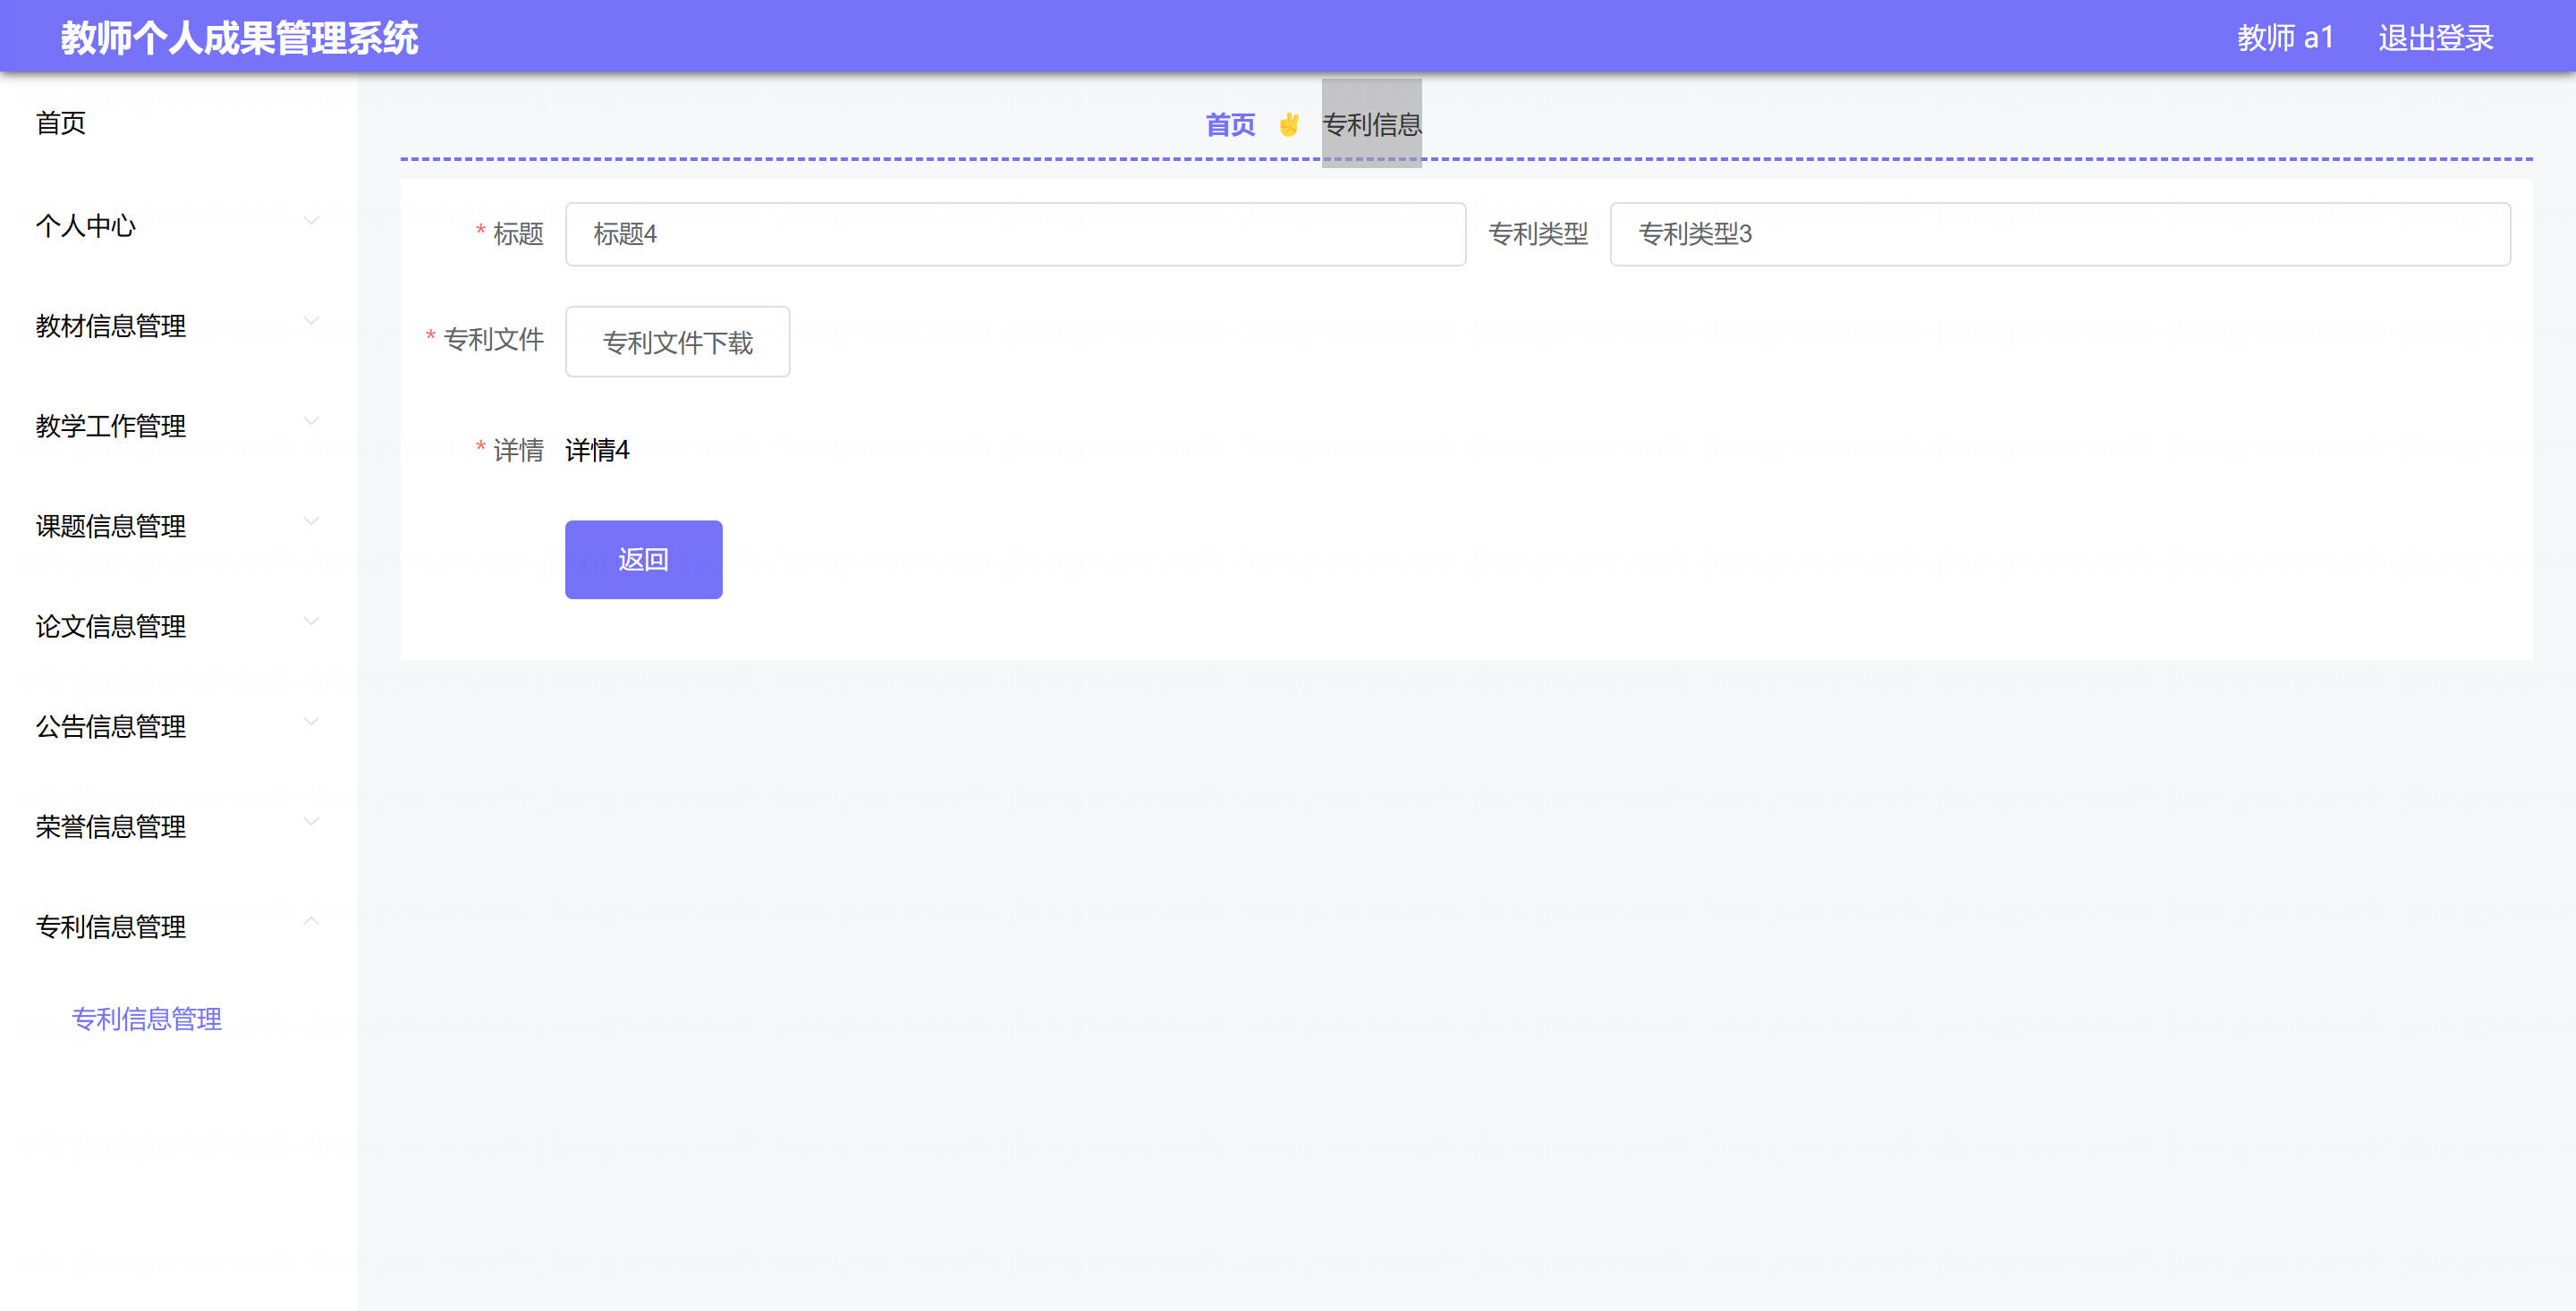 教师个人成果管理系统
教师 a1 退出登录
首页
个人中心
教材信息管理
教学工作管理
课题信息管理
论文信息管理
公告信息管理
荣誉信息管理
专利信息管理
专利信息管理
首页 ✌ 专利信息
* 标题 标题4 专利类型 专利类型3
* 专利文件 专利文件下载
* 详情 详情4
返回